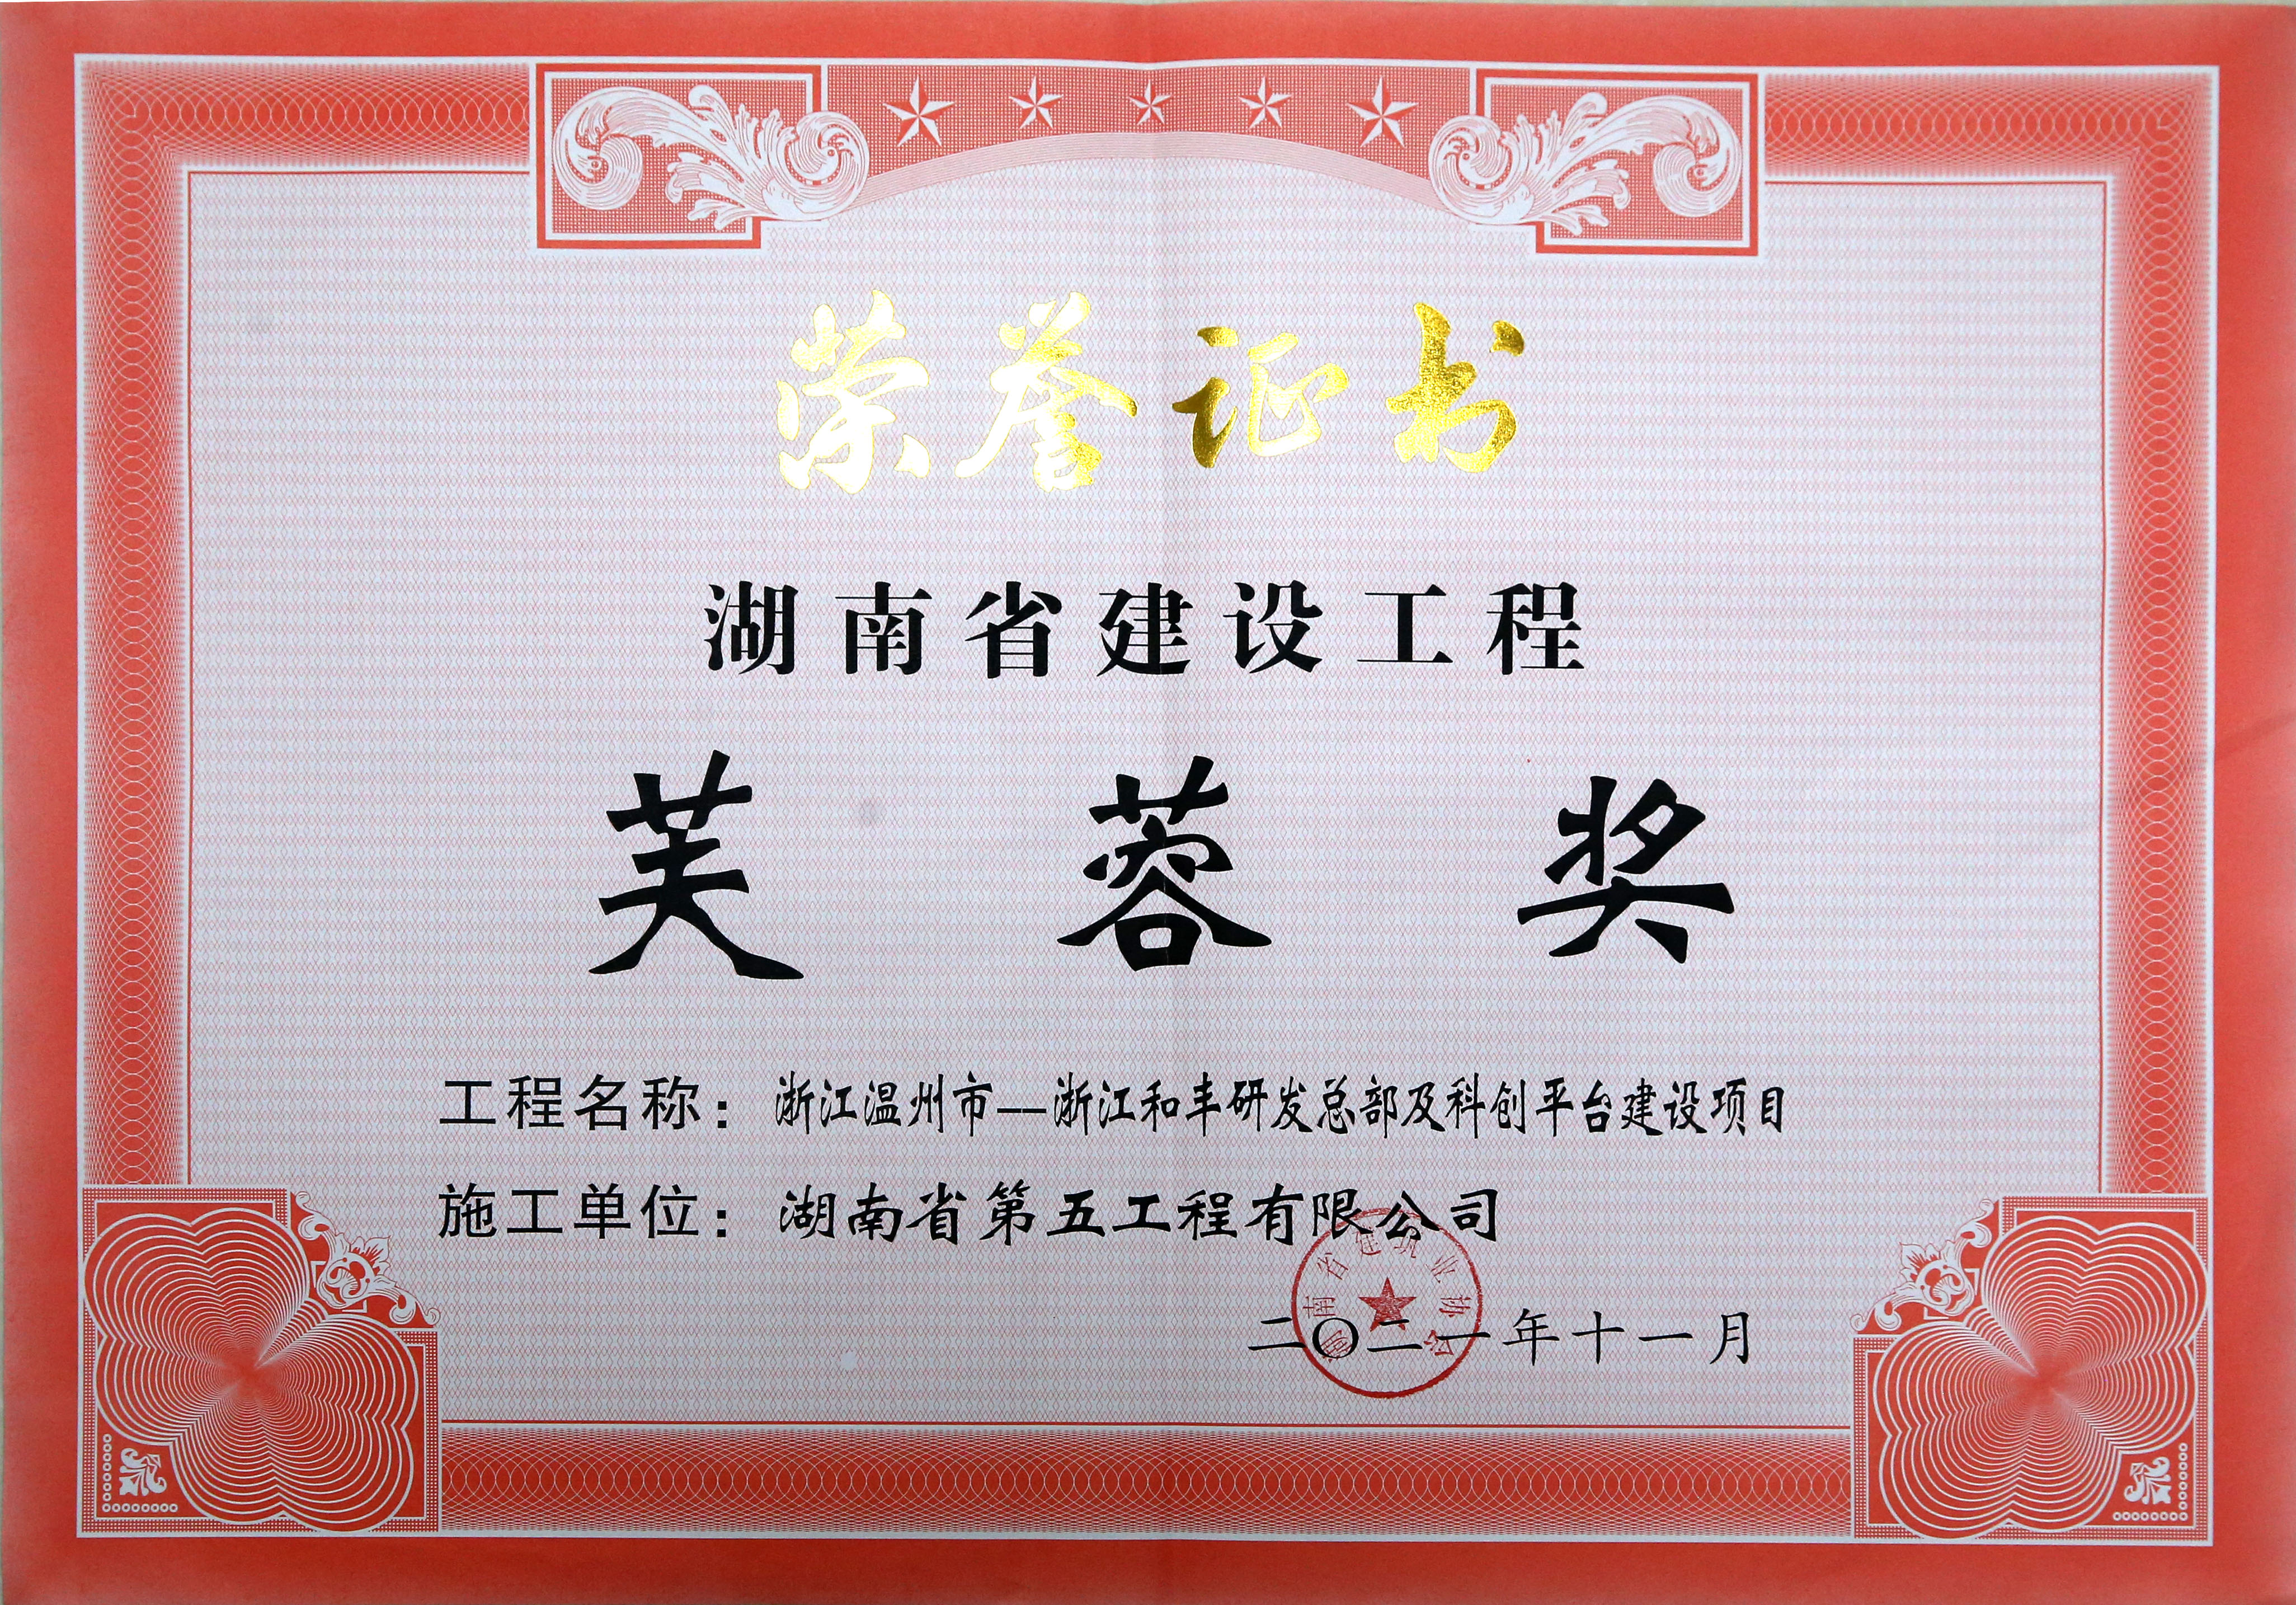 荣誉证书
湖南省建设工程
芙蓉奖
工程名称：浙江温州市--浙江和丰研发总部及科创平台建设项目
施工单位：湖南省第五工程有限公司
湖南省建筑业协会
二〇二一年十一月